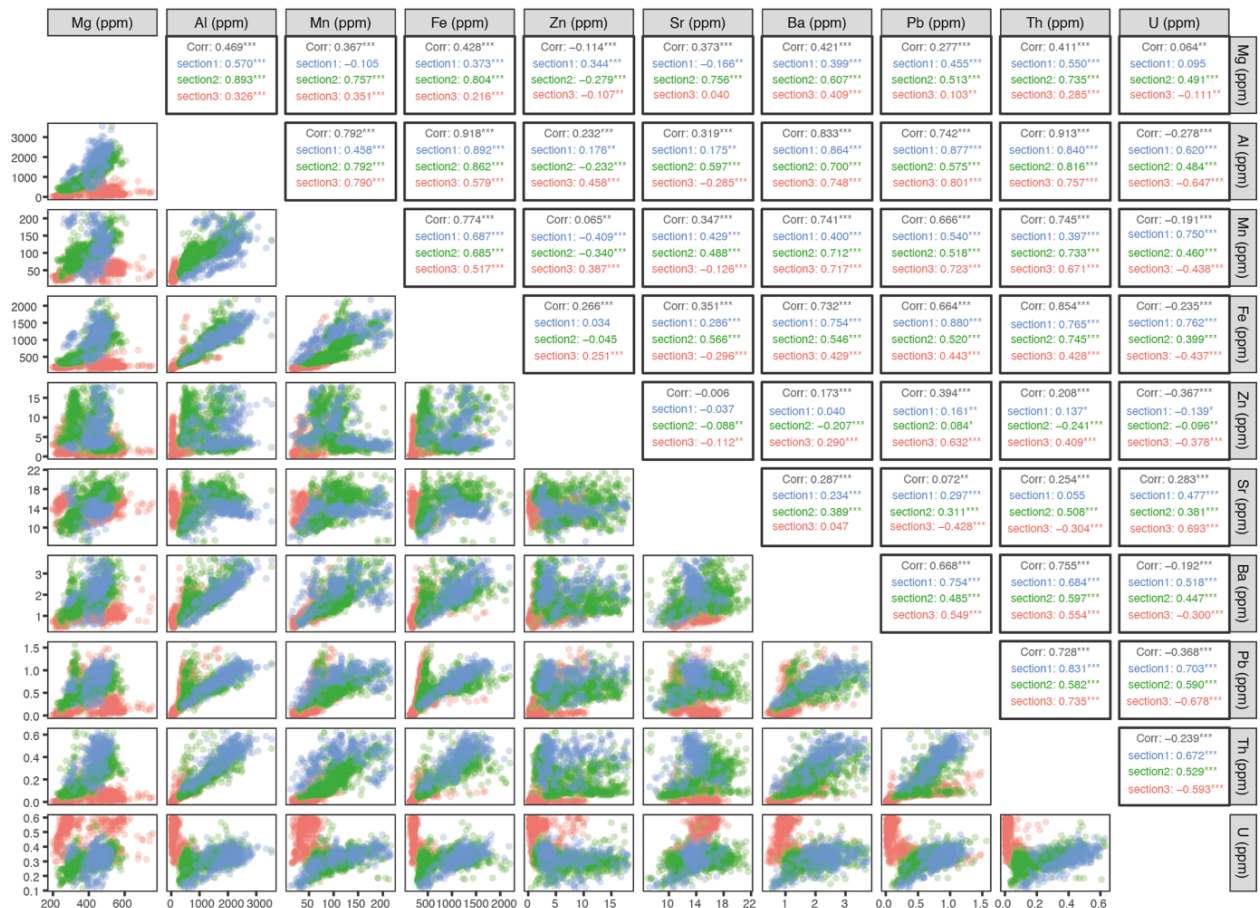 Mg (ppm) Al (ppm) Mn (ppm) Fe (ppm) Zn (ppm) Sr (ppm) Ba (ppm) Pb (ppm) Th (ppm) U (ppm)
Corr: 0.469*** Corr: 0.367*** Corr: 0.428*** Corr: −0.114*** Corr: 0.373*** Corr: 0.421*** Corr: 0.277*** Corr: 0.411*** Corr: 0.064**
section1: 0.570*** section1: −0.105 section1: 0.373*** section1: 0.344*** section1: −0.166** section1: 0.399*** section1: 0.455*** section1: 0.550*** section1: 0.095
section2: 0.893*** section2: 0.757*** section2: 0.804*** section2: −0.279*** section2: 0.756*** section2: 0.607*** section2: 0.513*** section2: 0.735*** section2: 0.491***
section3: 0.326*** section3: 0.351*** section3: 0.216*** section3: −0.107** section3: 0.040 section3: 0.409*** section3: 0.103** section3: 0.285*** section3: −0.111**
Mg (ppm)
3000
2000
1000
0
Corr: 0.792*** Corr: 0.918*** Corr: 0.232*** Corr: 0.319*** Corr: 0.833*** Corr: 0.742*** Corr: 0.913*** Corr: −0.278***
section1: 0.458*** section1: 0.892*** section1: 0.176** section1: 0.175** section1: 0.864*** section1: 0.877*** section1: 0.840*** section1: 0.620***
section2: 0.792*** section2: 0.862*** section2: −0.232*** section2: 0.597*** section2: 0.700*** section2: 0.575*** section2: 0.816*** section2: 0.484***
section3: 0.790*** section3: 0.579*** section3: 0.458*** section3: −0.285*** section3: 0.748*** section3: 0.801*** section3: 0.757*** section3: −0.647***
Al (ppm)
200
150
100
50
Corr: 0.774*** Corr: 0.065** Corr: 0.347*** Corr: 0.741*** Corr: 0.666*** Corr: 0.745*** Corr: −0.191***
section1: 0.687*** section1: −0.409*** section1: 0.429*** section1: 0.400*** section1: 0.540*** section1: 0.397*** section1: 0.750***
section2: 0.685*** section2: −0.340*** section2: 0.488*** section2: 0.712*** section2: 0.518*** section2: 0.733*** section2: 0.460***
section3: 0.517*** section3: 0.387*** section3: −0.126*** section3: 0.717*** section3: 0.723*** section3: 0.671*** section3: −0.438***
Mn (ppm)
2000
1500
1000
500
Corr: 0.266*** Corr: 0.351*** Corr: 0.732*** Corr: 0.664*** Corr: 0.854*** Corr: −0.235***
section1: 0.034 section1: 0.286*** section1: 0.754*** section1: 0.880*** section1: 0.765*** section1: 0.762***
section2: −0.045 section2: 0.566*** section2: 0.546*** section2: 0.520*** section2: 0.745*** section2: 0.399***
section3: 0.251*** section3: −0.296*** section3: 0.429*** section3: 0.443*** section3: 0.428*** section3: −0.437***
Fe (ppm)
15
10
5
0
Corr: −0.006 Corr: 0.173*** Corr: 0.394*** Corr: 0.208*** Corr: −0.367***
section1: −0.037 section1: 0.040 section1: 0.161** section1: 0.137* section1: −0.139*
section2: −0.088** section2: −0.207*** section2: 0.084* section2: −0.241*** section2: −0.096**
section3: −0.112** section3: 0.290*** section3: 0.632*** section3: 0.409*** section3: −0.378***
Zn (ppm)
22
18
14
10
Corr: 0.287*** Corr: 0.072** Corr: 0.254*** Corr: 0.283***
section1: 0.234*** section1: 0.297*** section1: 0.055 section1: 0.477***
section2: 0.389*** section2: 0.311*** section2: 0.508*** section2: 0.381***
section3: 0.047 section3: −0.428*** section3: −0.304*** section3: 0.693***
Sr (ppm)
3
2
1
Corr: 0.668*** Corr: 0.755*** Corr: −0.192***
section1: 0.754*** section1: 0.684*** section1: 0.518***
section2: 0.485*** section2: 0.597*** section2: 0.447***
section3: 0.549*** section3: 0.554*** section3: −0.300***
Ba (ppm)
1.5
1.0
0.5
0.0
Corr: 0.728*** Corr: −0.368***
section1: 0.831*** section1: 0.703***
section2: 0.582*** section2: 0.590***
section3: 0.735*** section3: −0.678***
Pb (ppm)
0.6
0.4
0.2
0.0
Corr: −0.239***
section1: 0.672***
section2: 0.529***
section3: −0.593***
Th (ppm)
0.6
0.5
0.4
0.3
0.2
0.1
U (ppm)
200 400 600 0 1000 2000 3000 50 100 150 200 500 1000 1500 2000 0 5 10 15 10 14 18 22 1 2 3 0.0 0.5 1.0 1.5 0.0 0.2 0.4 0.6